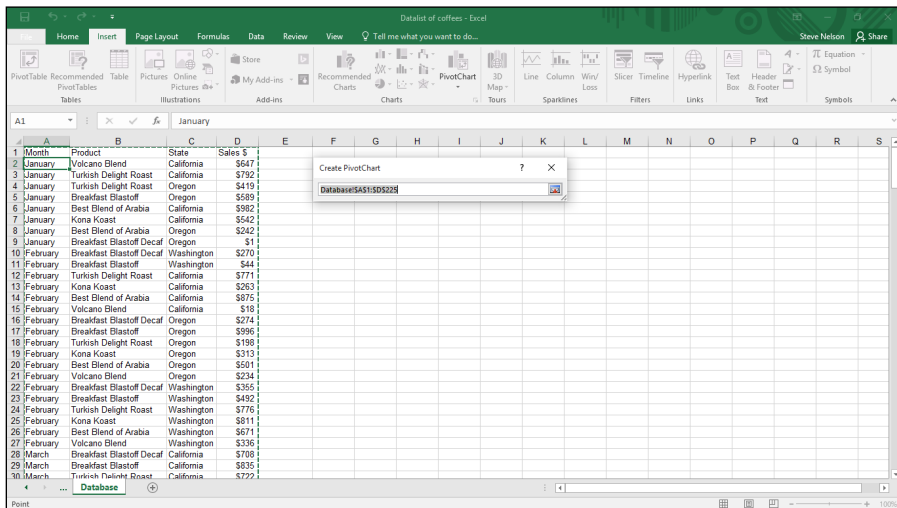 Datalist of coffees - Excel
File Home Insert Page Layout Formulas Data Review View Tell me what you want to do... Steve Nelson Share
PivotTable Recommended PivotTables Table Pictures Online Pictures Store My Add-ins Recommended Charts PivotChart 3D Map Line Column Win/Loss Slicer Timeline Hyperlink Text Box Header & Footer Equation Symbol
Tables Illustrations Add-ins Charts Tours Sparklines Filters Links Text Symbols
A1 fx January
A B C D E F G H I J K L M N O P Q R S
1 Month Product State Sales $
2 January Volcano Blend California $647
3 January Turkish Delight Roast California $792
4 January Turkish Delight Roast Oregon $419
5 January Breakfast Blastoff Oregon $589
6 January Best Blend of Arabia California $982
7 January Kona Koast California $542
8 January Best Blend of Arabia Oregon $242
9 January Breakfast Blastoff Decaf Oregon $1
10 February Breakfast Blastoff Decaf Washington $270
11 February Breakfast Blastoff Washington $44
12 February Turkish Delight Roast California $771
13 February Kona Koast California $263
14 February Best Blend of Arabia California $875
15 February Volcano Blend California $18
16 February Breakfast Blastoff Decaf Oregon $274
17 February Breakfast Blastoff Oregon $996
18 February Turkish Delight Roast Oregon $198
19 February Kona Koast Oregon $313
20 February Best Blend of Arabia Oregon $501
21 February Volcano Blend Oregon $234
22 February Breakfast Blastoff Decaf Washington $355
23 February Breakfast Blastoff Washington $492
24 February Turkish Delight Roast Washington $776
25 February Kona Koast Washington $811
26 February Best Blend of Arabia Washington $671
27 February Volcano Blend Washington $336
28 March Breakfast Blastoff Decaf California $708
29 March Breakfast Blastoff California $835
30 March Turkish Delight Roast California $722
Create PivotChart ? ×
Database!$A$1:$D$225
... Database
Point 100%